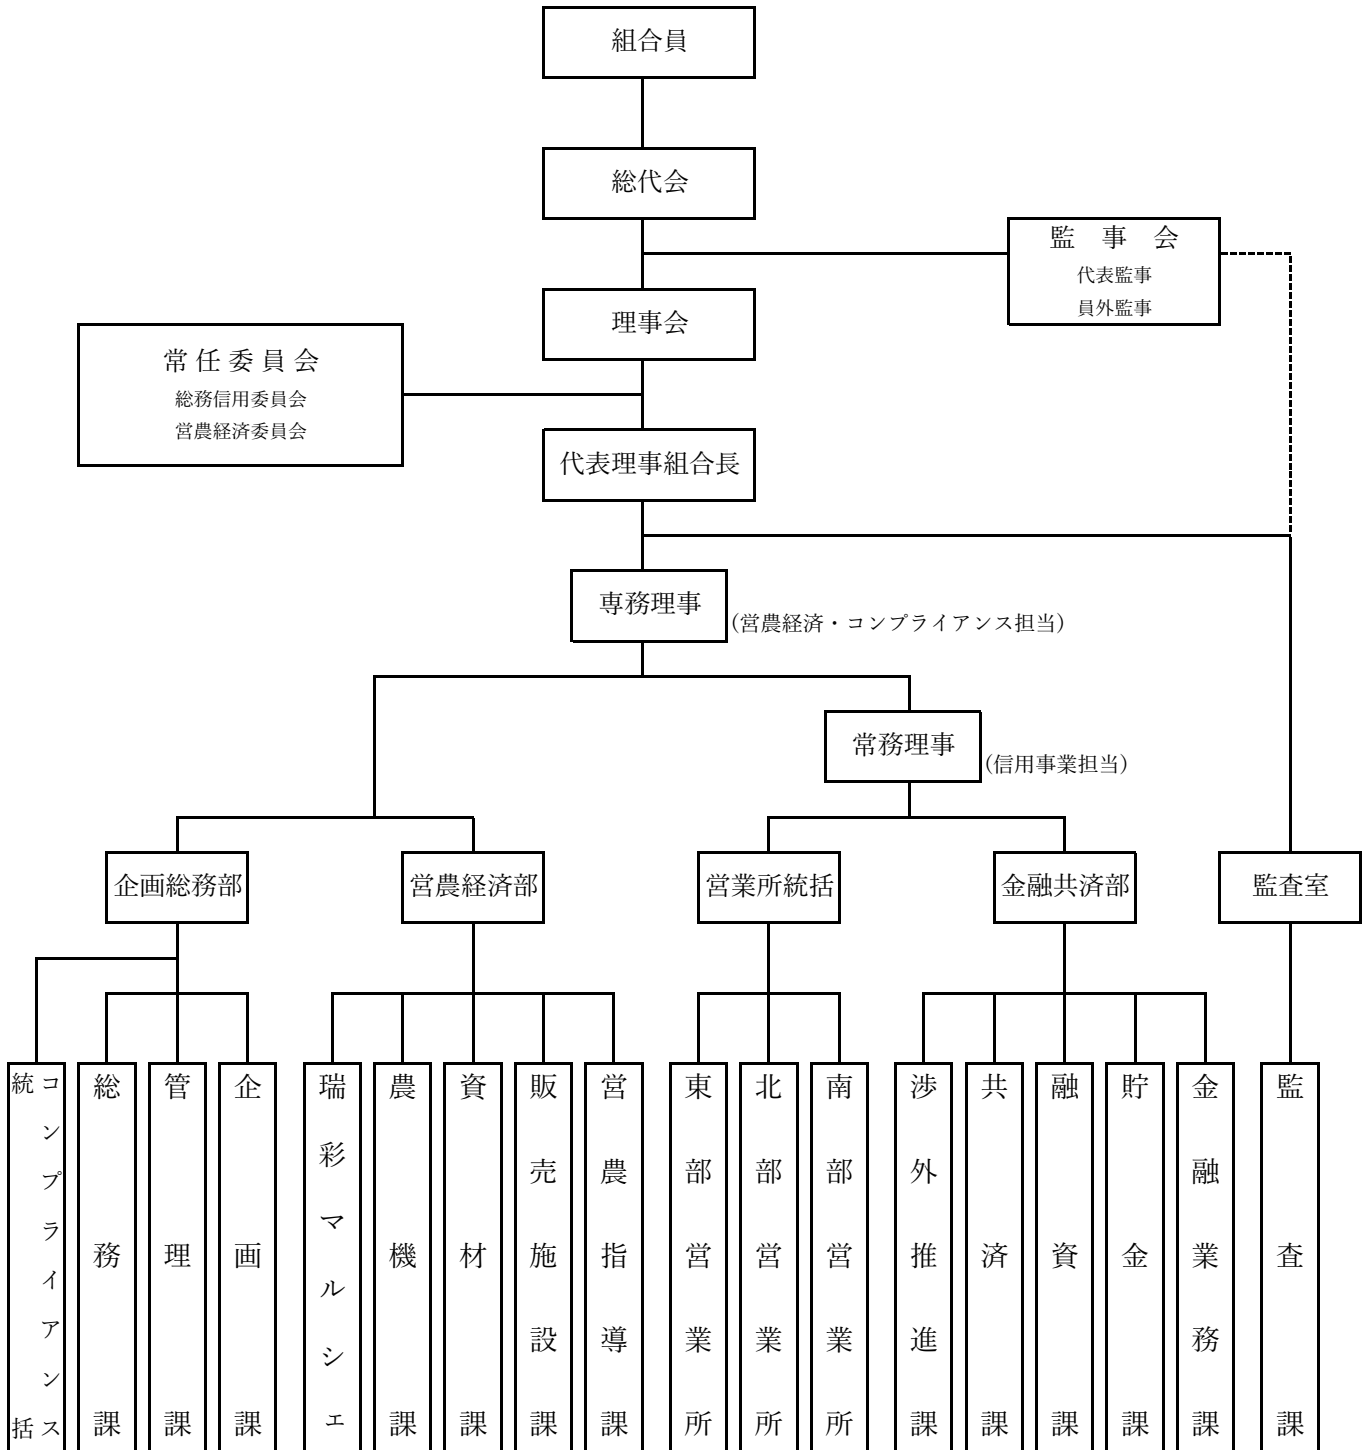 組合員
総代会
監　事　会
代表監事
員外監事
理事会
常 任 委 員 会
総務信用委員会
営農経済委員会
代表理事組合長
専務理事
(営農経済・コンプライアンス担当)
常務理事
(信用事業担当)
企画総務部
営農経済部
営業所統括
金融共済部
監査室
コンプライアンス
統括
総務課
管理課
企画課
瑞彩マルシェ
農機課
資材課
販売施設課
営農指導課
東部営業所
北部営業所
南部営業所
渉外推進課
共済課
融資課
貯金課
金融業務課
監査課